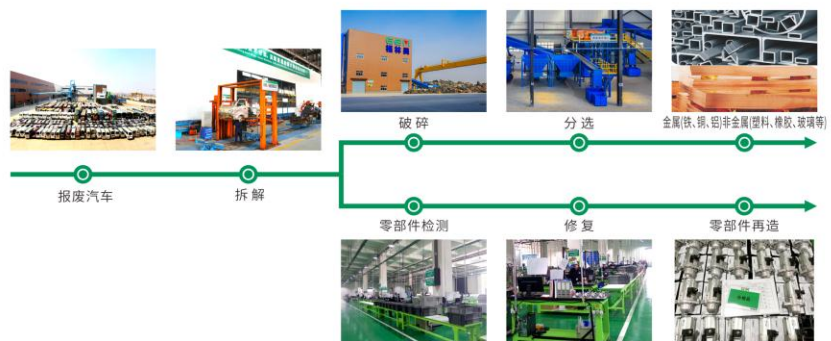 破碎
分选
金属(铁、铜、铝)非金属(塑料、橡胶、玻璃等)
报废汽车
拆解
零部件检测
修复
零部件再造